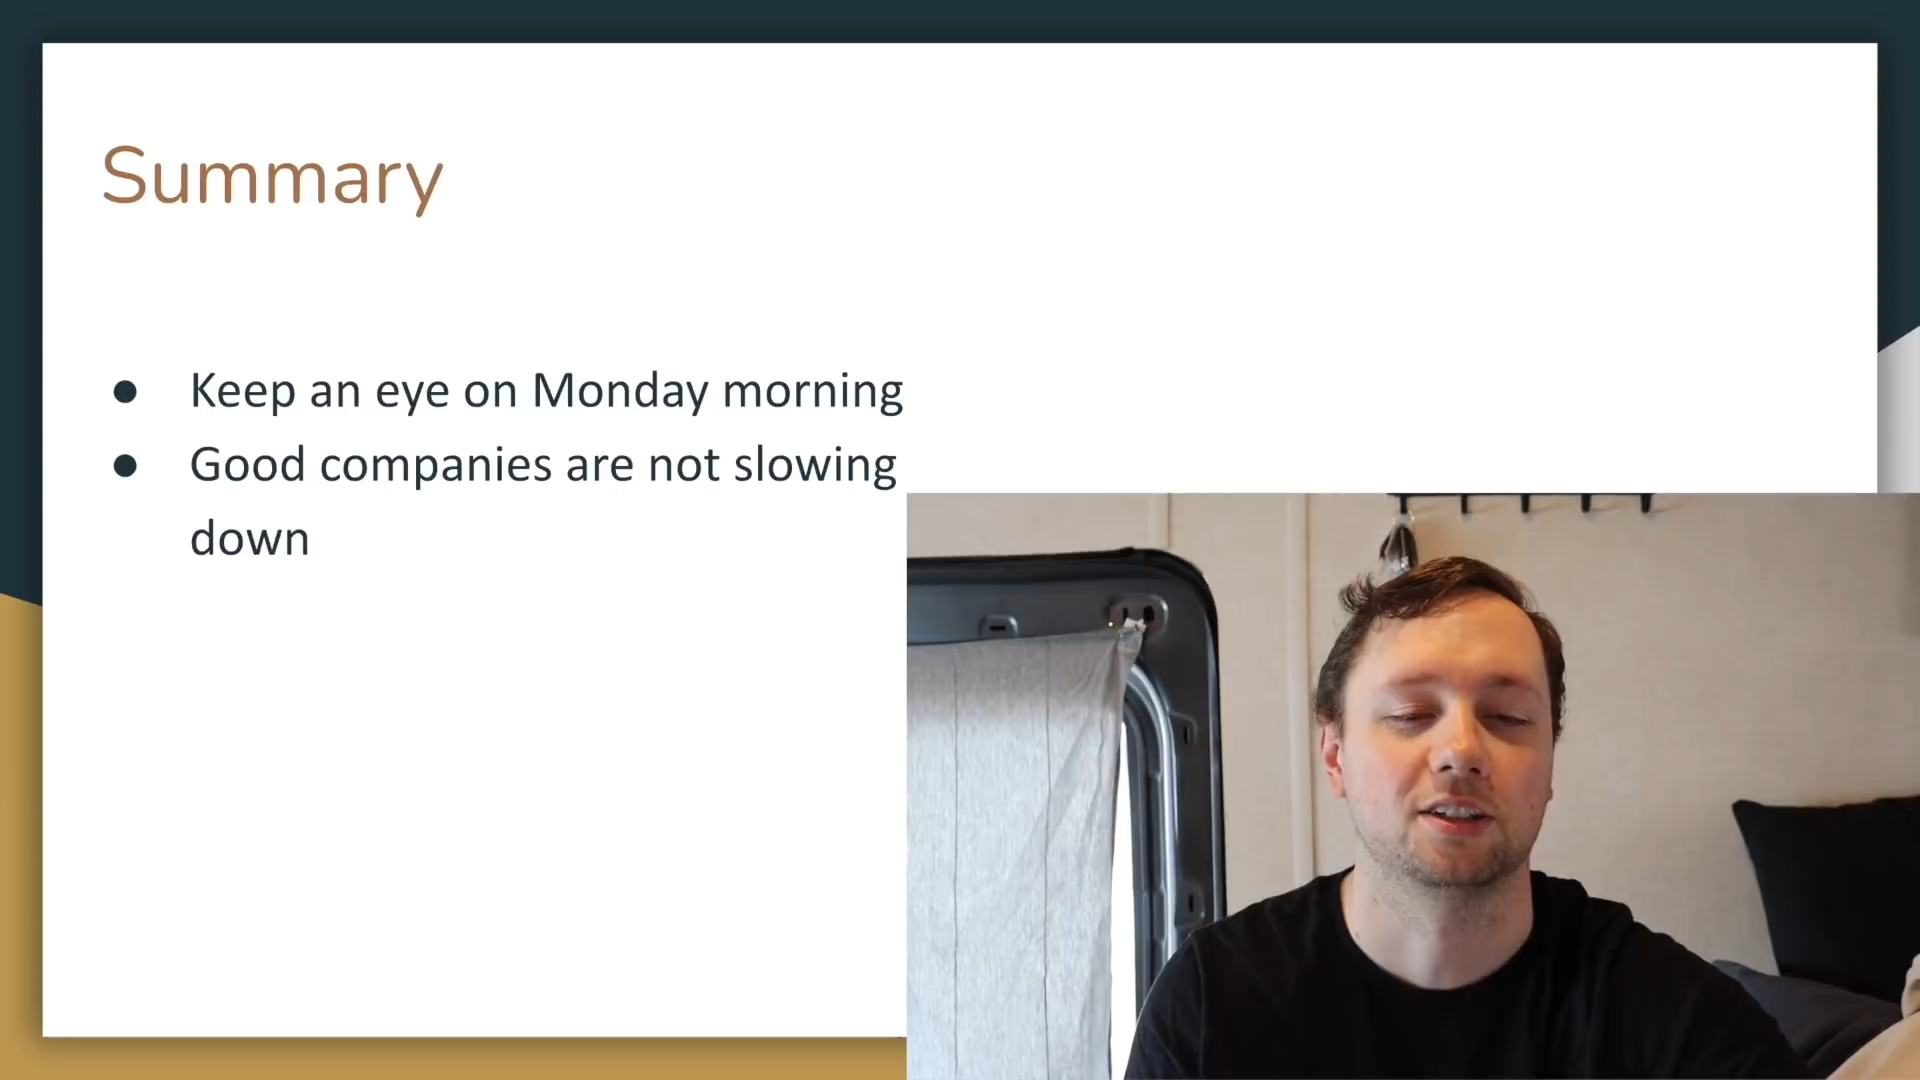 Summary
● Keep an eye on Monday morning
● Good companies are not slowing
down